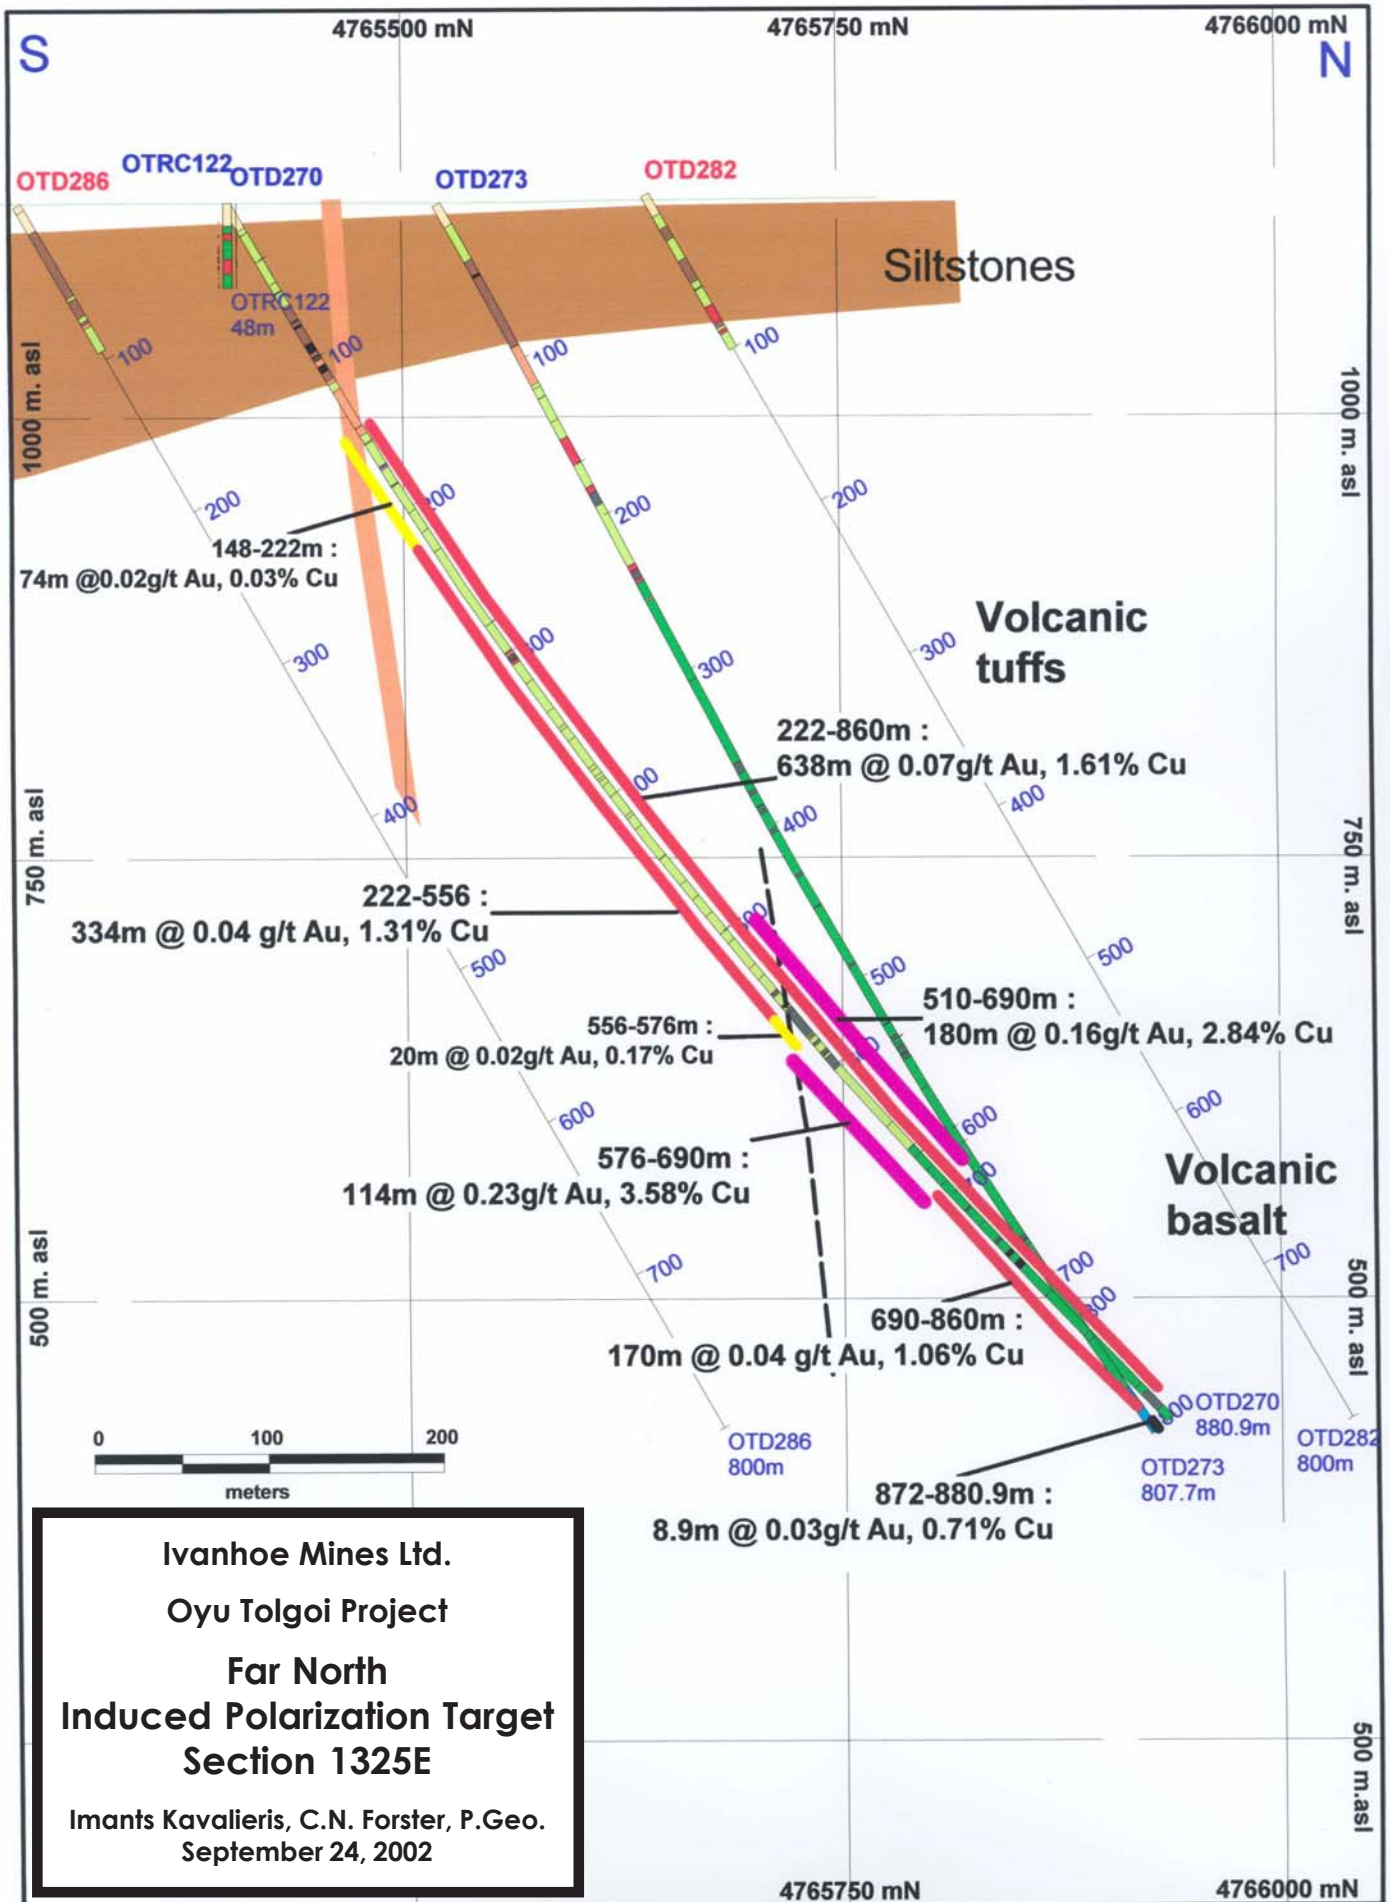 4765500 mN
4765750 mN
4766000 mN
S
N
OTD286
OTRC122
OTD270
OTD273
OTD282
Siltstones
OTRC122
48m
100
100
100
100
1000 m. asl
1000 m. asl
200
200
200
200
148-222m :
74m @0.02g/t Au, 0.03% Cu
300
300
300
Volcanic
tuffs
222-860m :
638m @ 0.07g/t Au, 1.61% Cu
400
400
400
750 m. asl
750 m. asl
222-556 :
334m @ 0.04 g/t Au, 1.31% Cu
500
500
500
510-690m :
180m @ 0.16g/t Au, 2.84% Cu
556-576m :
20m @ 0.02g/t Au, 0.17% Cu
600
600
600
576-690m :
114m @ 0.23g/t Au, 3.58% Cu
Volcanic
basalt
700
700
700
500 m. asl
500 m. asl
690-860m :
170m @ 0.04 g/t Au, 1.06% Cu
OTD270
880.9m
OTD286
800m
OTD282
800m
OTD273
807.7m
872-880.9m :
8.9m @ 0.03g/t Au, 0.71% Cu
0 100 200
meters
Ivanhoe Mines Ltd.
Oyu Tolgoi Project
Far North
Induced Polarization Target
Section 1325E
Imants Kavalieris, C.N. Forster, P.Geo.
September 24, 2002
500 m.asl
4765750 mN
4766000 mN